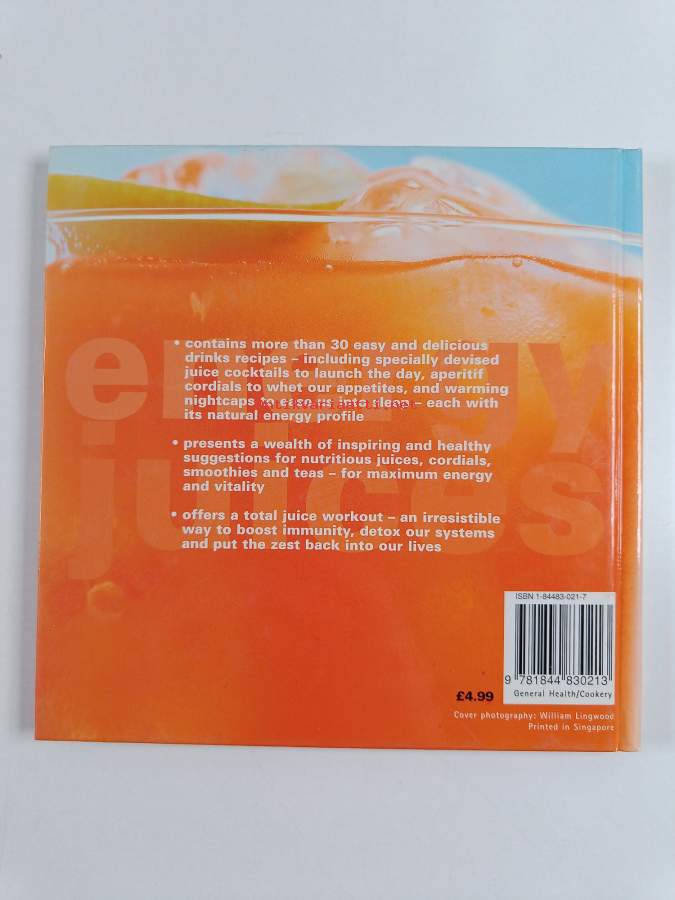 energy
juices
• contains more than 30 easy and delicious
drinks recipes – including specially devised
juice cocktails to launch the day, aperitif
cordials to whet our appetites, and warming
nightcaps to ease us into sleep – each with
its natural energy profile
• presents a wealth of inspiring and healthy
suggestions for nutritious juices, cordials,
smoothies and teas – for maximum energy
and vitality
• offers a total juice workout – an irresistible
way to boost immunity, detox our systems
and put the zest back into our lives
ISBN 1-84483-021-7
9 781844 830213
£4.99
General Health/Cookery
Cover photography: William Lingwood
Printed in Singapore